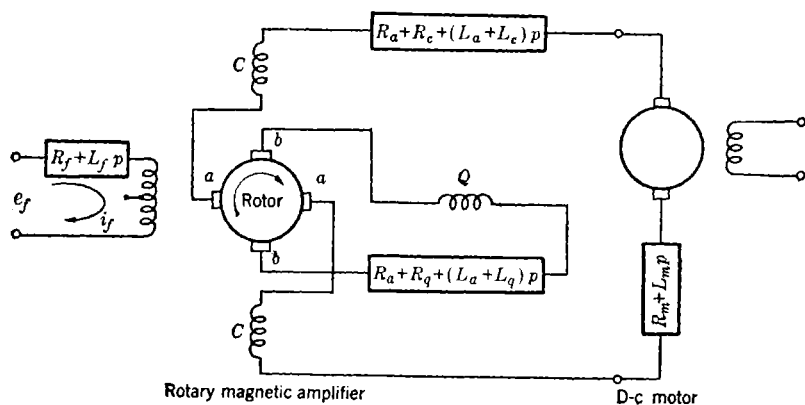 R_a+R_c+(L_a+L_c)p
C
R_f+L_f p
b
a
a
Q
Rotor
e_f
i_f
b
R_a+R_q+(L_a+L_q)p
R_m+L_m p
C
Rotary magnetic amplifier
D-c motor